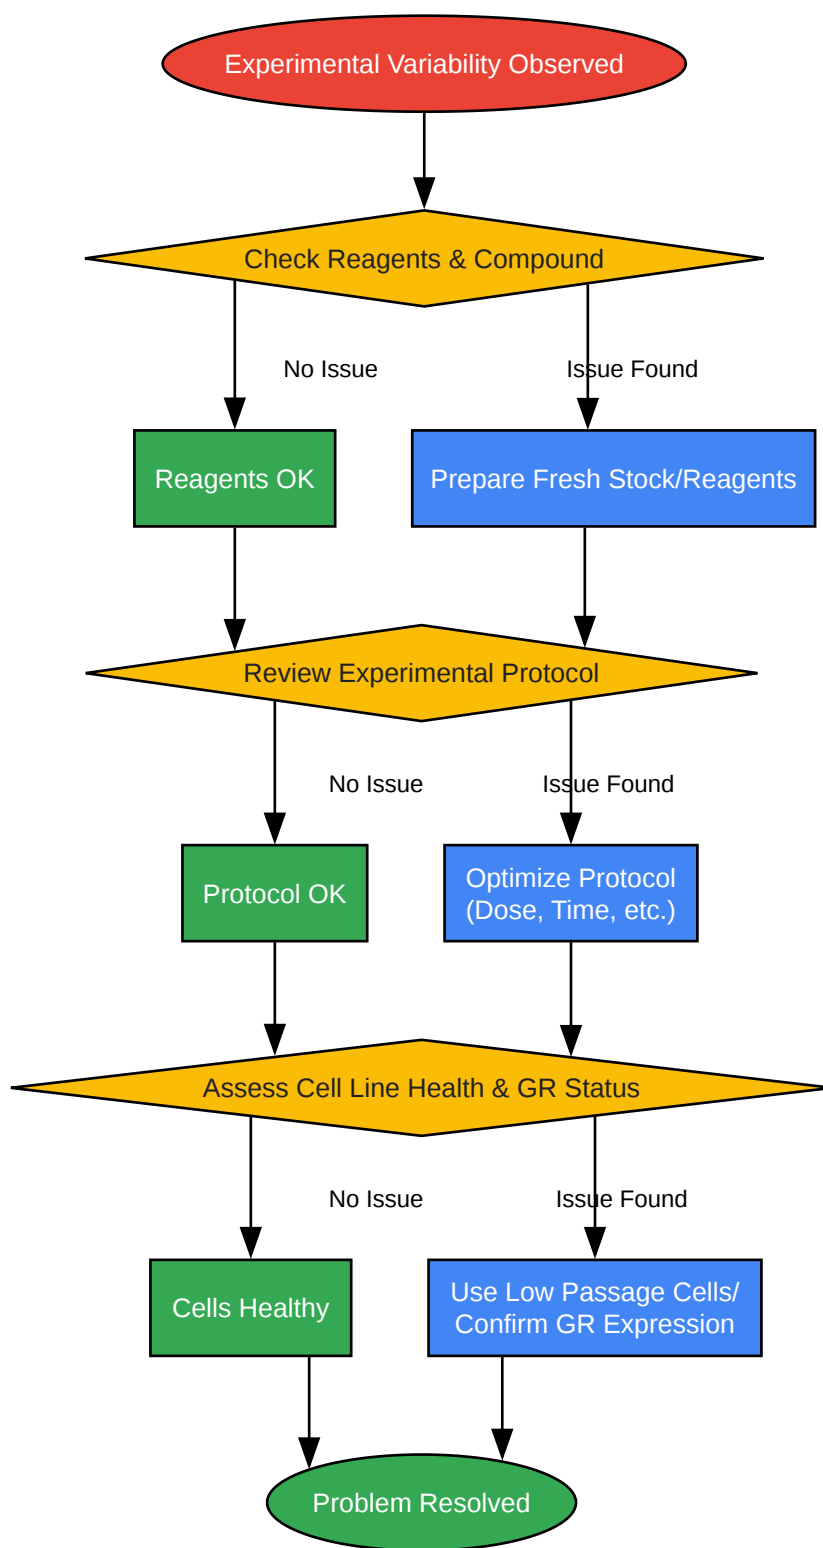 Experimental Variability Observed
Check Reagents & Compound
No Issue
Issue Found
Reagents OK
Prepare Fresh Stock/Reagents
Review Experimental Protocol
No Issue
Issue Found
Protocol OK
Optimize Protocol
(Dose, Time, etc.)
Assess Cell Line Health & GR Status
No Issue
Issue Found
Cells Healthy
Use Low Passage Cells/
Confirm GR Expression
Problem Resolved